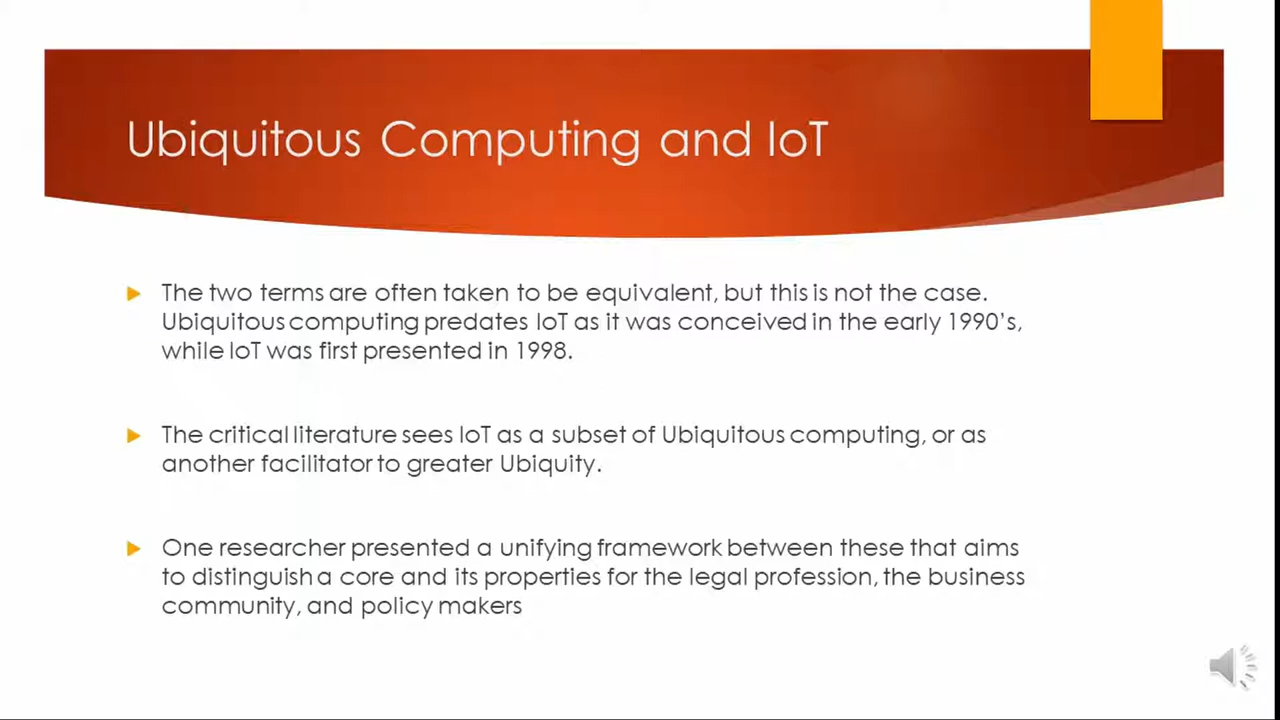 Ubiquitous Computing and IoT
The two terms are often taken to be equivalent, but this is not the case.
Ubiquitous computing predates IoT as it was conceived in the early 1990's,
while IoT was first presented in 1998.
The critical literature sees IoT as a subset of Ubiquitous computing, or as
another facilitator to greater Ubiquity.
One researcher presented a unifying framework between these that aims
to distinguish a core and its properties for the legal profession, the business
community, and policy makers